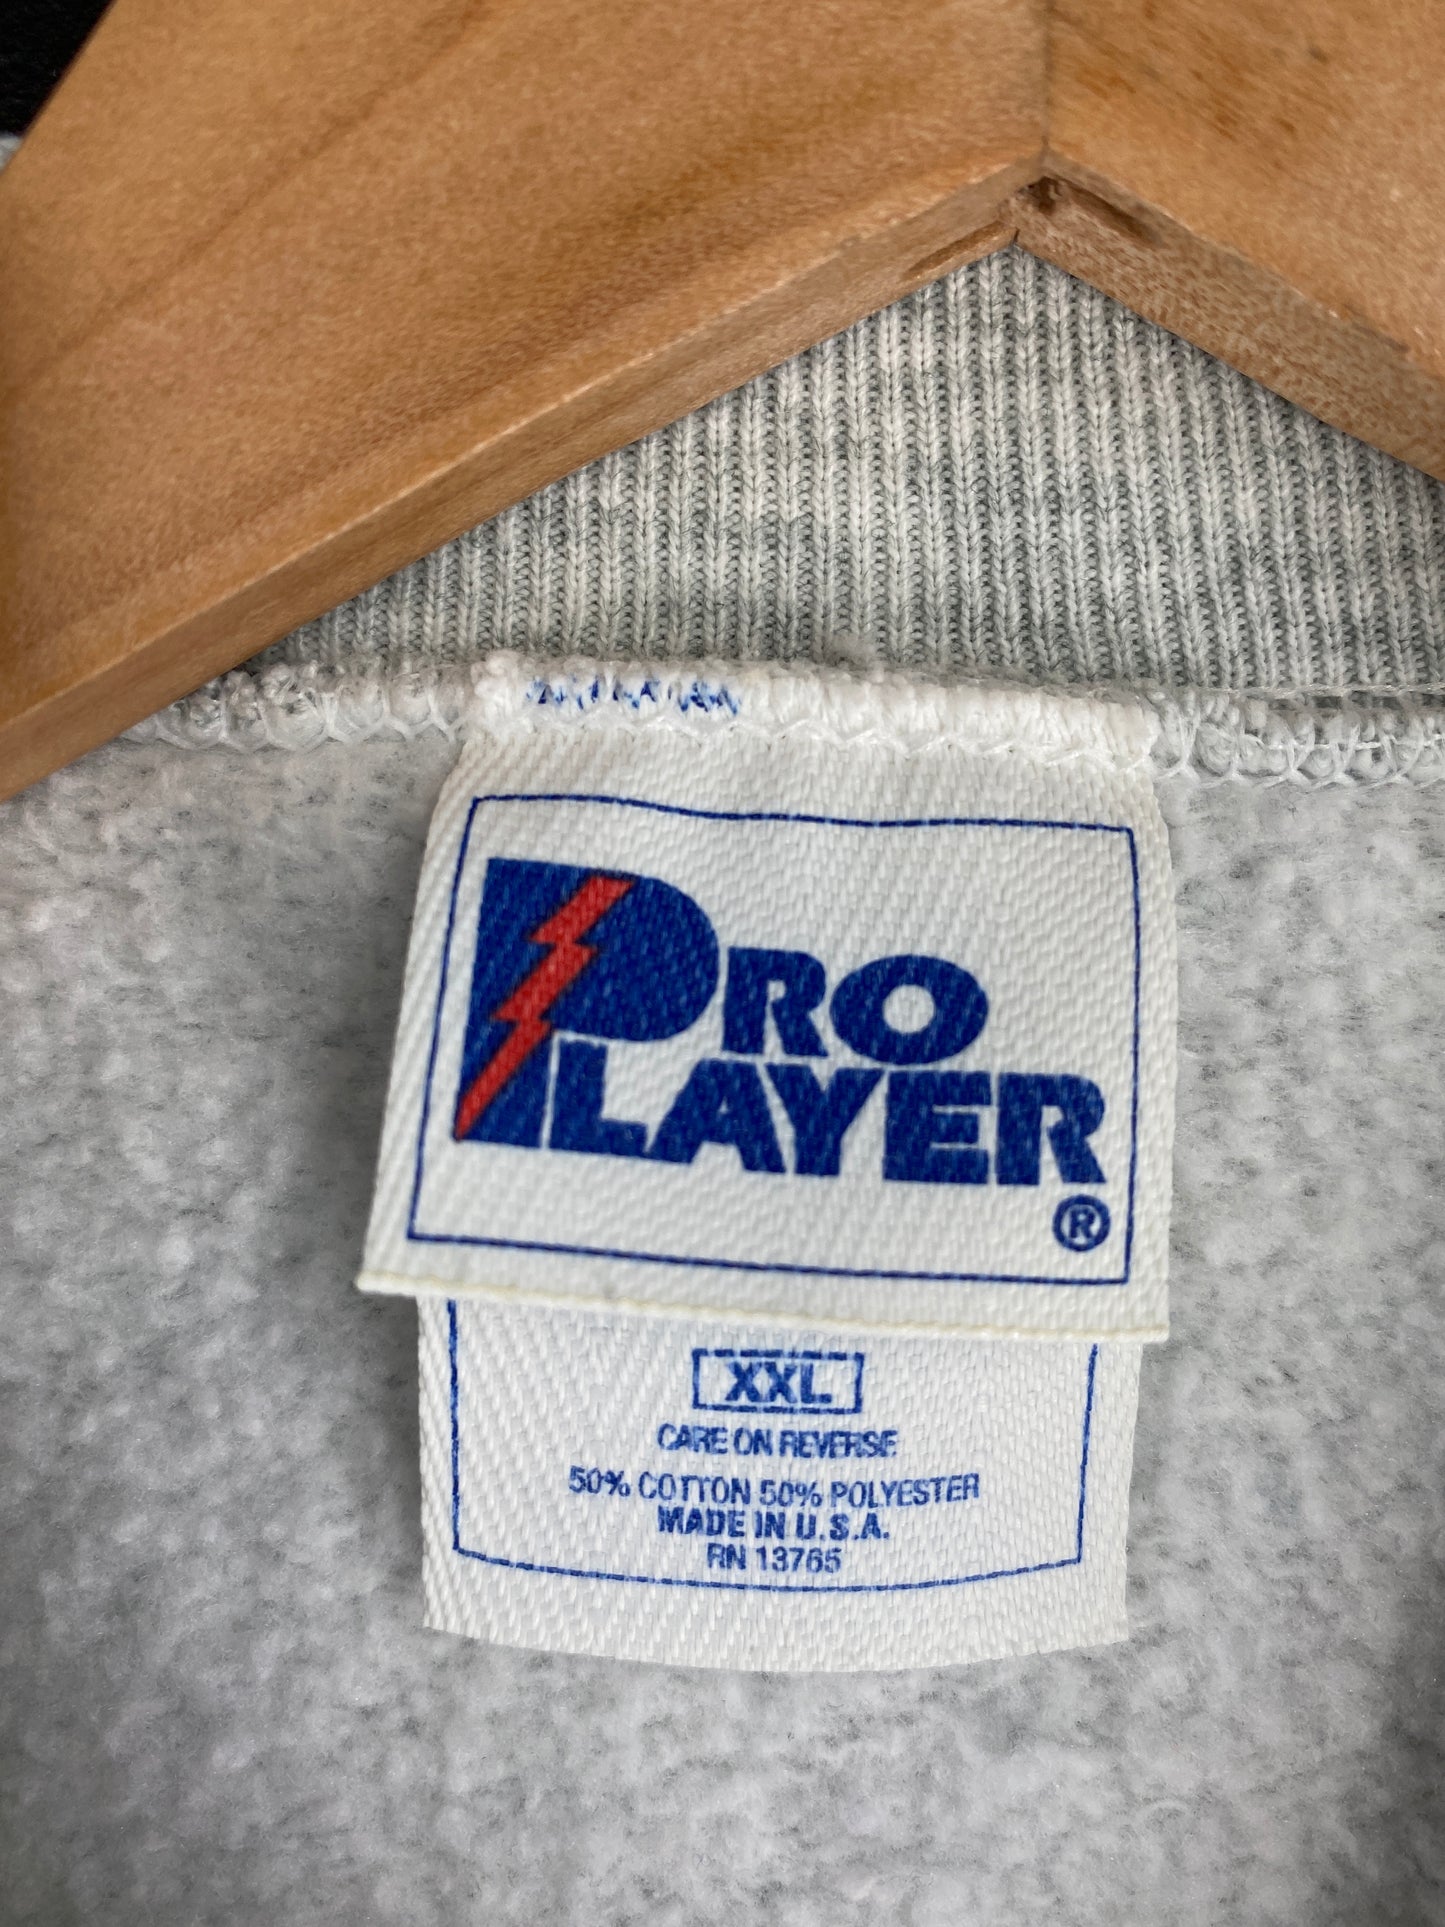 PRO
PLAYER
®
XXL
CARE ON REVERSE
50% COTTON 50% POLYESTER
MADE IN U.S.A.
RN 13765